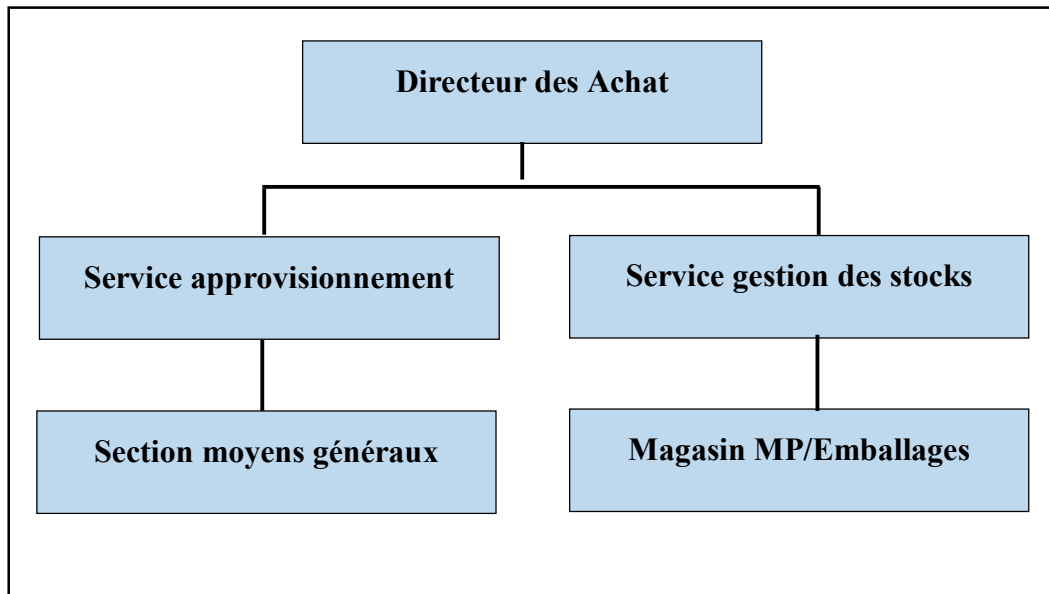 Directeur des Achat
Service approvisionnement
Service gestion des stocks
Section moyens généraux
Magasin MP/Emballages